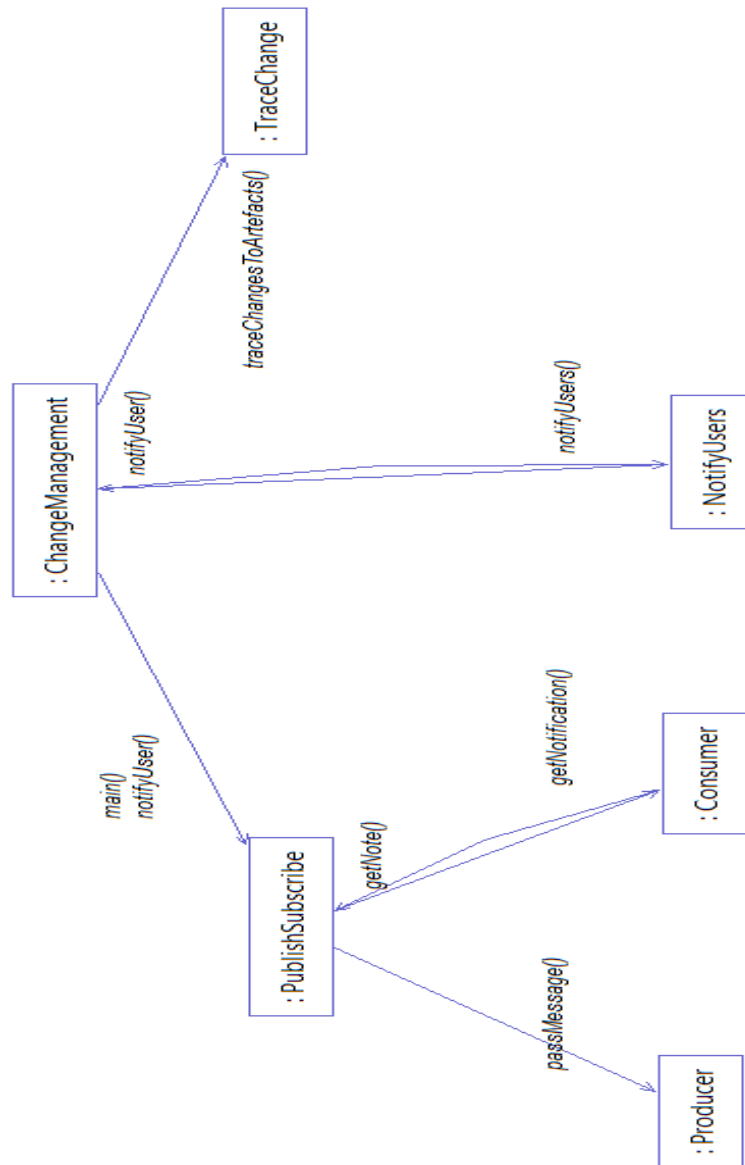 : TraceChange
traceChangesToArtefacts()
: ChangeManagement
notifyUser()
notifyUsers()
: NotifyUsers
main()
notifyUser()
: PublishSubscribe
getNote()
getNotification()
: Consumer
passMessage()
: Producer